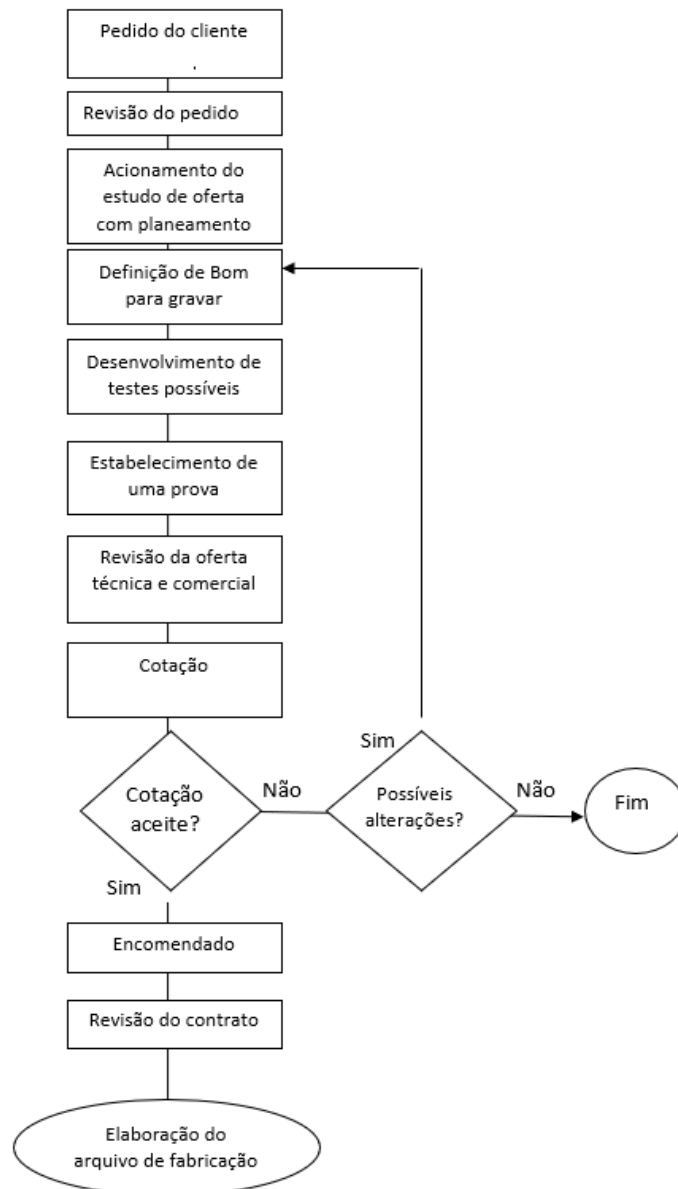 Pedido do cliente
.
Revisão do pedido
Acionamento do
estudo de oferta
com planeamento
Definição de Bom
para gravar
Desenvolvimento de
testes possíveis
Estabelecimento de
uma prova
Revisão da oferta
técnica e comercial
Cotação
Cotação
aceite?
Não
Sim
Possíveis
alterações?
Não
Fim
Sim
Encomendado
Revisão do contrato
Elaboração do
arquivo de fabricação